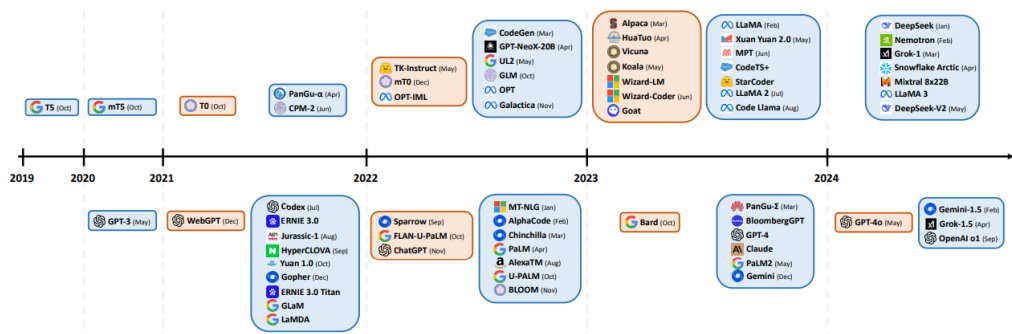 T5 (Oct)
mT5 (Oct)
T0 (Oct)
PanGu-α (Apr)
CPM-2 (Jun)
TK-Instruct (May)
mT0 (Dec)
OPT-IML
CodeGen (Mar)
GPT-NeoX-20B (Apr)
UL2 (May)
GLM (Oct)
OPT
Galactica (Nov)
Alpaca (Mar)
HuaTuo (Apr)
Vicuna
Koala (May)
Wizard-LM
Wizard-Coder (Jun)
Goat
LLaMA (Feb)
Xuan Yuan 2.0 (May)
MPT (Jun)
CodeT5+
StarCoder
LLaMA 2 (Jul)
Code Llama (Aug)
DeepSeek (Jan)
Nemotron (Feb)
Grok-1 (Mar)
Snowflake Arctic (Apr)
Mixtral 8x22B
LLaMA 3
DeepSeek-V2 (May)
2019
2020
2021
2022
2023
2024
GPT-3 (May)
WebGPT (Dec)
Codex (Jul)
ERNIE 3.0
Jurassic-1 (Aug)
HyperCLOVA (Sep)
Yuan 1.0 (Oct)
Gopher (Dec)
ERNIE 3.0 Titan
GLaM
LaMDA
Sparrow (Sep)
FLAN-U-PaLM (Oct)
ChatGPT (Nov)
MT-NLG (Jan)
AlphaCode (Feb)
Chinchilla (Mar)
PaLM (Apr)
AlexaTM (Aug)
U-PALM (Oct)
BLOOM (Nov)
Bard (Oct)
PanGu-Σ (Mar)
BloombergGPT
GPT-4
Claude
PaLM2 (May)
Gemini (Dec)
GPT-4o (May)
Gemini-1.5 (Feb)
Grok-1.5 (Apr)
OpenAI o1 (Sep)